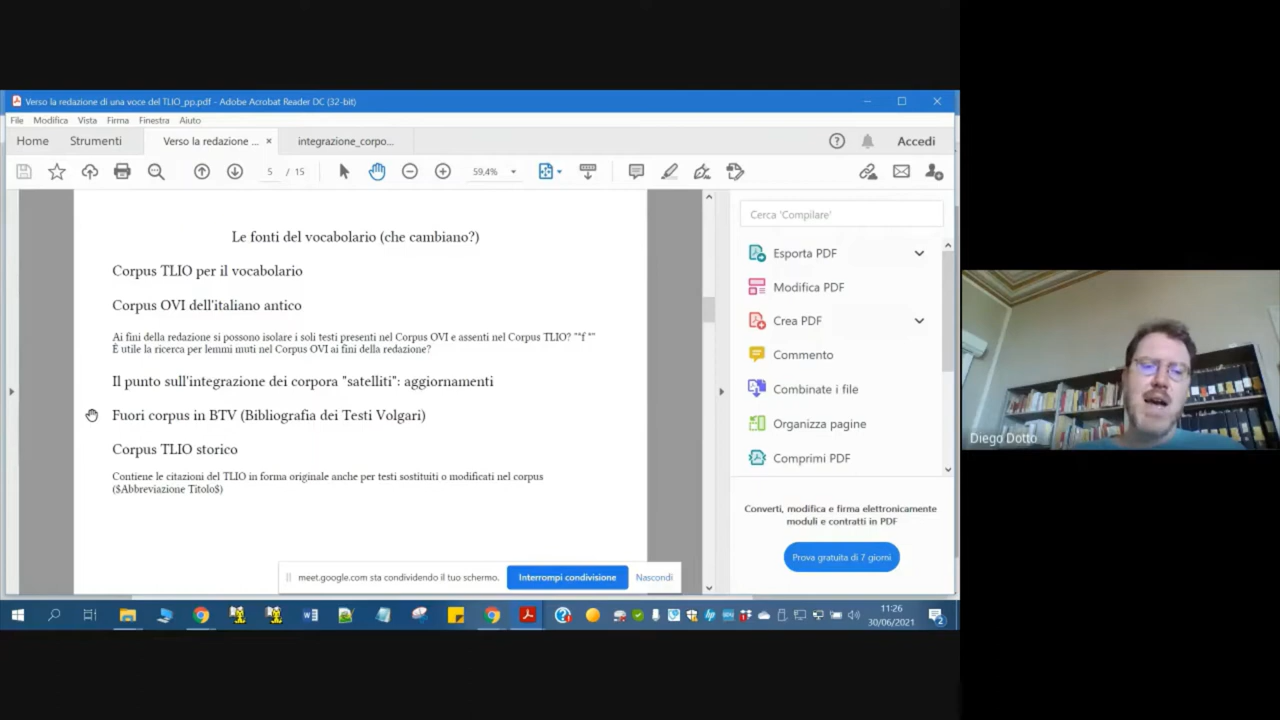 Verso la redazione di una voce del TLIO_pp.pdf - Adobe Acrobat Reader DC (32-bit)
File Modifica Vista Firma Finestra Aiuto
Home Strumenti Verso la redazione ... × integrazione_corpo... Accedi
5 / 15 59,4%
Le fonti del vocabolario (che cambiano?)
Corpus TLIO per il vocabolario
Corpus OVI dell'italiano antico
Ai fini della redazione si possono isolare i soli testi presenti nel Corpus OVI e assenti nel Corpus TLIO? "°f *"
È utile la ricerca per lemmi muti nel Corpus OVI ai fini della redazione?
Il punto sull'integrazione dei corpora "satelliti": aggiornamenti
Fuori corpus in BTV (Bibliografia dei Testi Volgari)
Corpus TLIO storico
Contiene le citazioni del TLIO in forma originale anche per testi sostituiti o modificati nel corpus
($Abbreviazione Titolo$)
Cerca 'Compilare'
Esporta PDF
Modifica PDF
Crea PDF
Commento
Combinate i file
Organizza pagine
Comprimi PDF
Converti, modifica e firma elettronicamente
moduli e contratti in PDF
Prova gratuita di 7 giorni
meet.google.com sta condividendo il tuo schermo. Interrompi condivisione Nascondi
11:26
30/06/2021
2
Diego Dotto